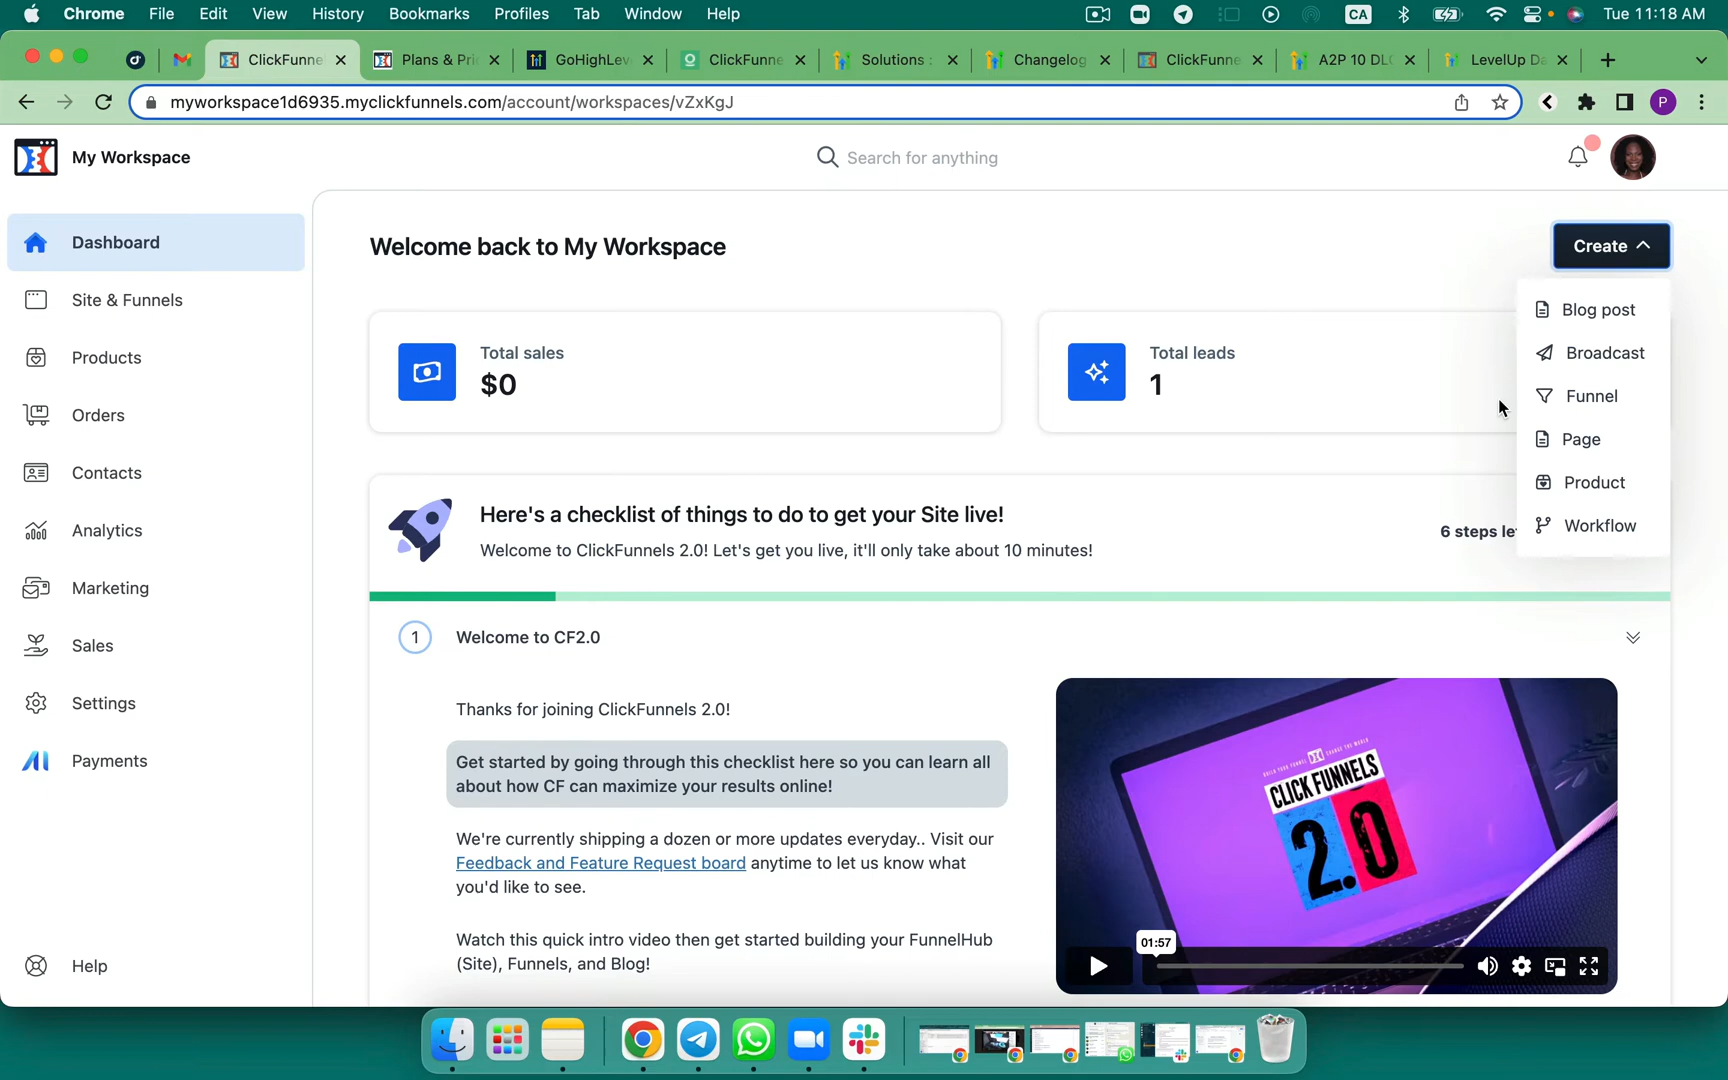 Chrome File Edit View History Bookmarks Profiles Tab Window Help CA Tue 11:18 AM
ClickFunne Plans & Pri GoHighLev ClickFunne Solutions : Changelog ClickFunne A2P 10 DLC LevelUp Da
myworkspace1d6935.myclickfunnels.com/account/workspaces/vZxKgJ P
My Workspace
Search for anything
Dashboard
Site & Funnels
Products
Orders
Contacts
Analytics
Marketing
Sales
Settings
Payments
Help
Welcome back to My Workspace
Create
Blog post
Broadcast
Funnel
Page
Product
Workflow
Total sales
$0
Total leads
1
Here's a checklist of things to do to get your Site live!
Welcome to ClickFunnels 2.0! Let's get you live, it'll only take about 10 minutes!
6 steps le
1 Welcome to CF2.0
Thanks for joining ClickFunnels 2.0!
Get started by going through this checklist here so you can learn all
about how CF can maximize your results online!
We're currently shipping a dozen or more updates everyday.. Visit our
Feedback and Feature Request board anytime to let us know what
you'd like to see.
Watch this quick intro video then get started building your FunnelHub
(Site), Funnels, and Blog!
CLICK FUNNELS
2.0
01:57